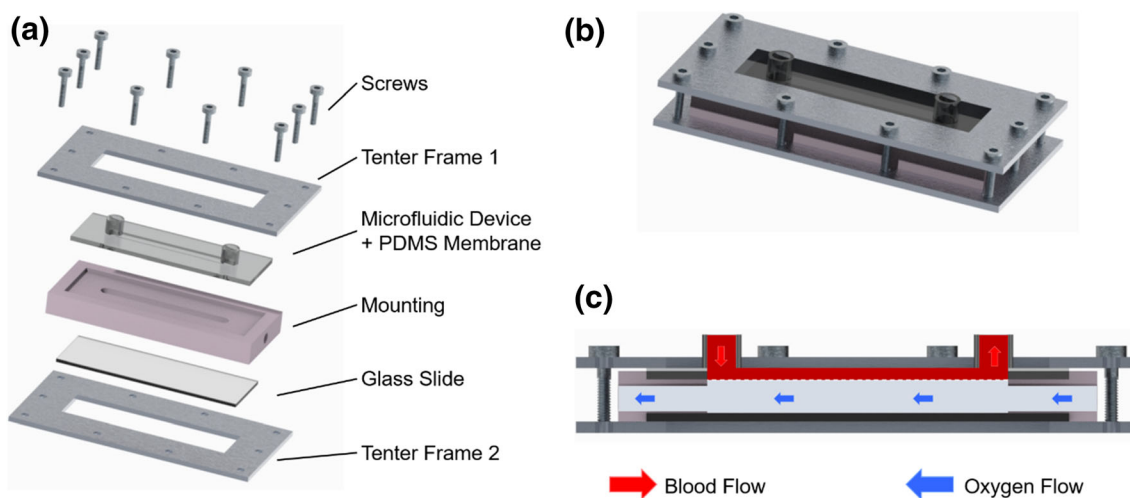 (a)
Screws
Tenter Frame 1
Microfluidic Device
+ PDMS Membrane
Mounting
Glass Slide
Tenter Frame 2
(b)
(c)
Blood Flow
Oxygen Flow